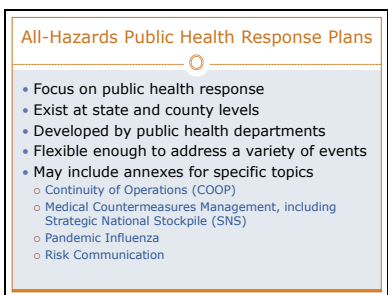 All-Hazards Public Health Response Plans
• Focus on public health response
• Exist at state and county levels
• Developed by public health departments
• Flexible enough to address a variety of events
• May include annexes for specific topics
○ Continuity of Operations (COOP)
○ Medical Countermeasures Management, including
Strategic National Stockpile (SNS)
○ Pandemic Influenza
○ Risk Communication